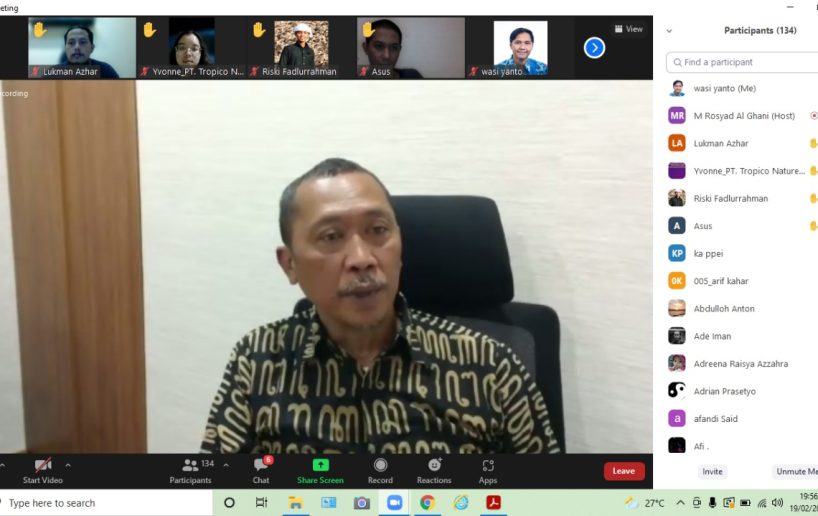 eeting
View
Lukman Azhar
Yvonne_PT. Tropico N...
Riski Fadlurrahman
Asus
wasi yanto
cording
Participants (134)
Find a participant
wasi yanto (Me)
MR M Rosyad Al Ghani (Host)
LA Lukman Azhar
Yvonne_PT. Tropico Nature...
Riski Fadlurrahman
A Asus
KP ka ppei
0K 005_arif kahar
Abdulloh Anton
Ade Iman
Adreena Raisya Azzahra
Adrian Prasetyo
a afandi Said
Afi .
Invite
Unmute Me
134
6
Start Video
Participants
Chat
Share Screen
Record
Reactions
Apps
Leave
Type here to search
27°C
19:56
19/02/20